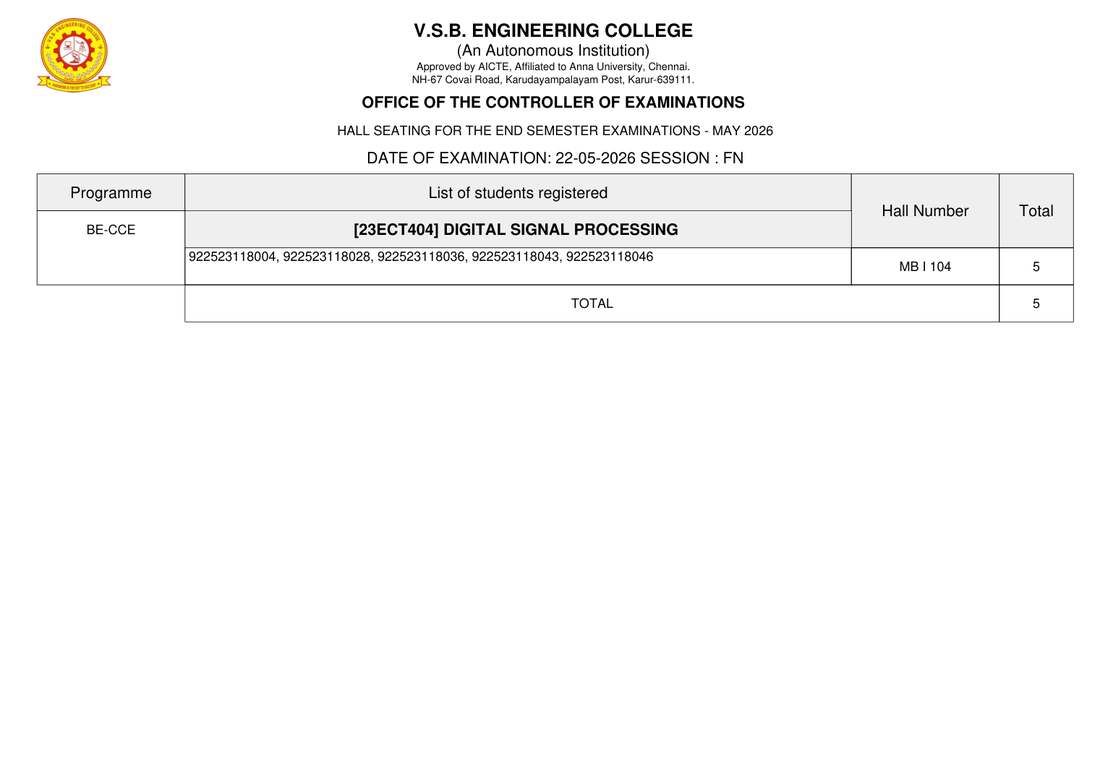 V.S.B. ENGINEERING COLLEGE
(An Autonomous Institution)
Approved by AICTE, Affiliated to Anna University, Chennai.
NH-67 Covai Road, Karudayampalayam Post, Karur-639111.
OFFICE OF THE CONTROLLER OF EXAMINATIONS
HALL SEATING FOR THE END SEMESTER EXAMINATIONS - MAY 2026
DATE OF EXAMINATION: 22-05-2026 SESSION : FN
Programme List of students registered Hall Number Total
BE-CCE [23ECT404] DIGITAL SIGNAL PROCESSING
922523118004, 922523118028, 922523118036, 922523118043, 922523118046 MB I 104 5
TOTAL 5